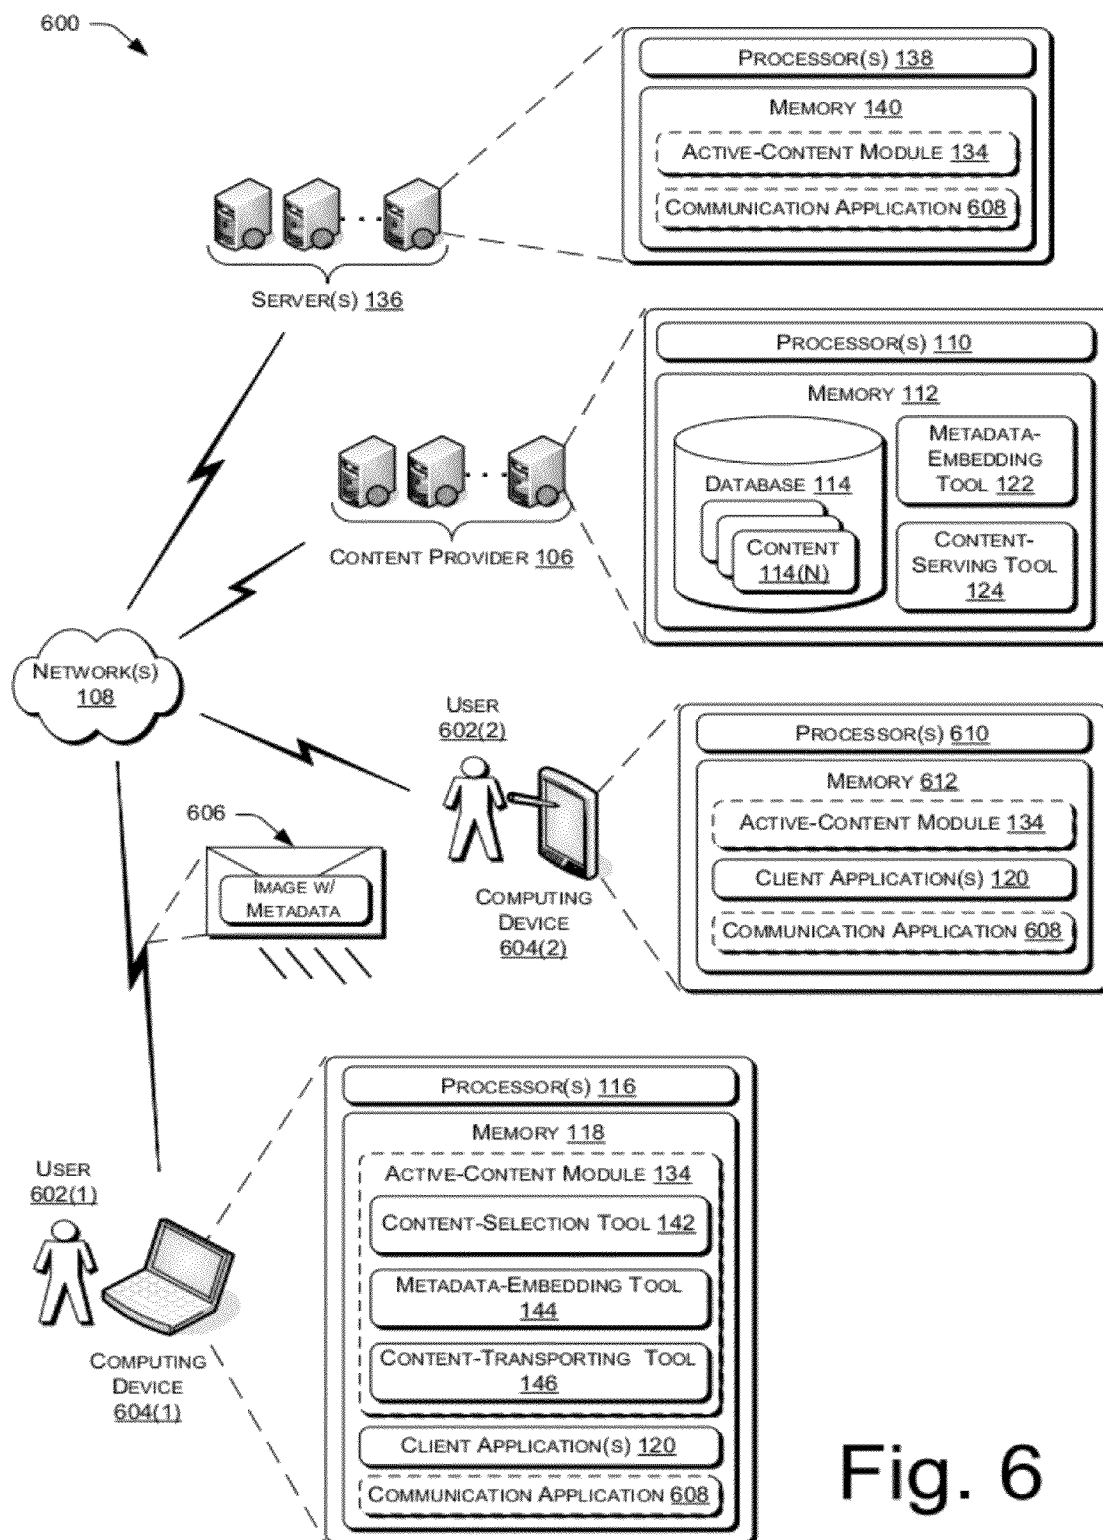 600
PROCESSOR(S) 138
MEMORY 140
ACTIVE-CONTENT MODULE 134
COMMUNICATION APPLICATION 608
SERVER(S) 136
PROCESSOR(S) 110
MEMORY 112
DATABASE 114
CONTENT
114(N)
METADATA-
EMBEDDING
TOOL 122
CONTENT-
SERVING TOOL
124
CONTENT PROVIDER 106
NETWORK(S)
108
USER
602(2)
COMPUTING
DEVICE
604(2)
PROCESSOR(S) 610
MEMORY 612
ACTIVE-CONTENT MODULE 134
CLIENT APPLICATION(S) 120
COMMUNICATION APPLICATION 608
606
IMAGE W/
METADATA
PROCESSOR(S) 116
MEMORY 118
ACTIVE-CONTENT MODULE 134
CONTENT-SELECTION TOOL 142
METADATA-EMBEDDING TOOL
144
CONTENT-TRANSPORTING TOOL
146
CLIENT APPLICATION(S) 120
COMMUNICATION APPLICATION 608
USER
602(1)
COMPUTING
DEVICE
604(1)
Fig. 6